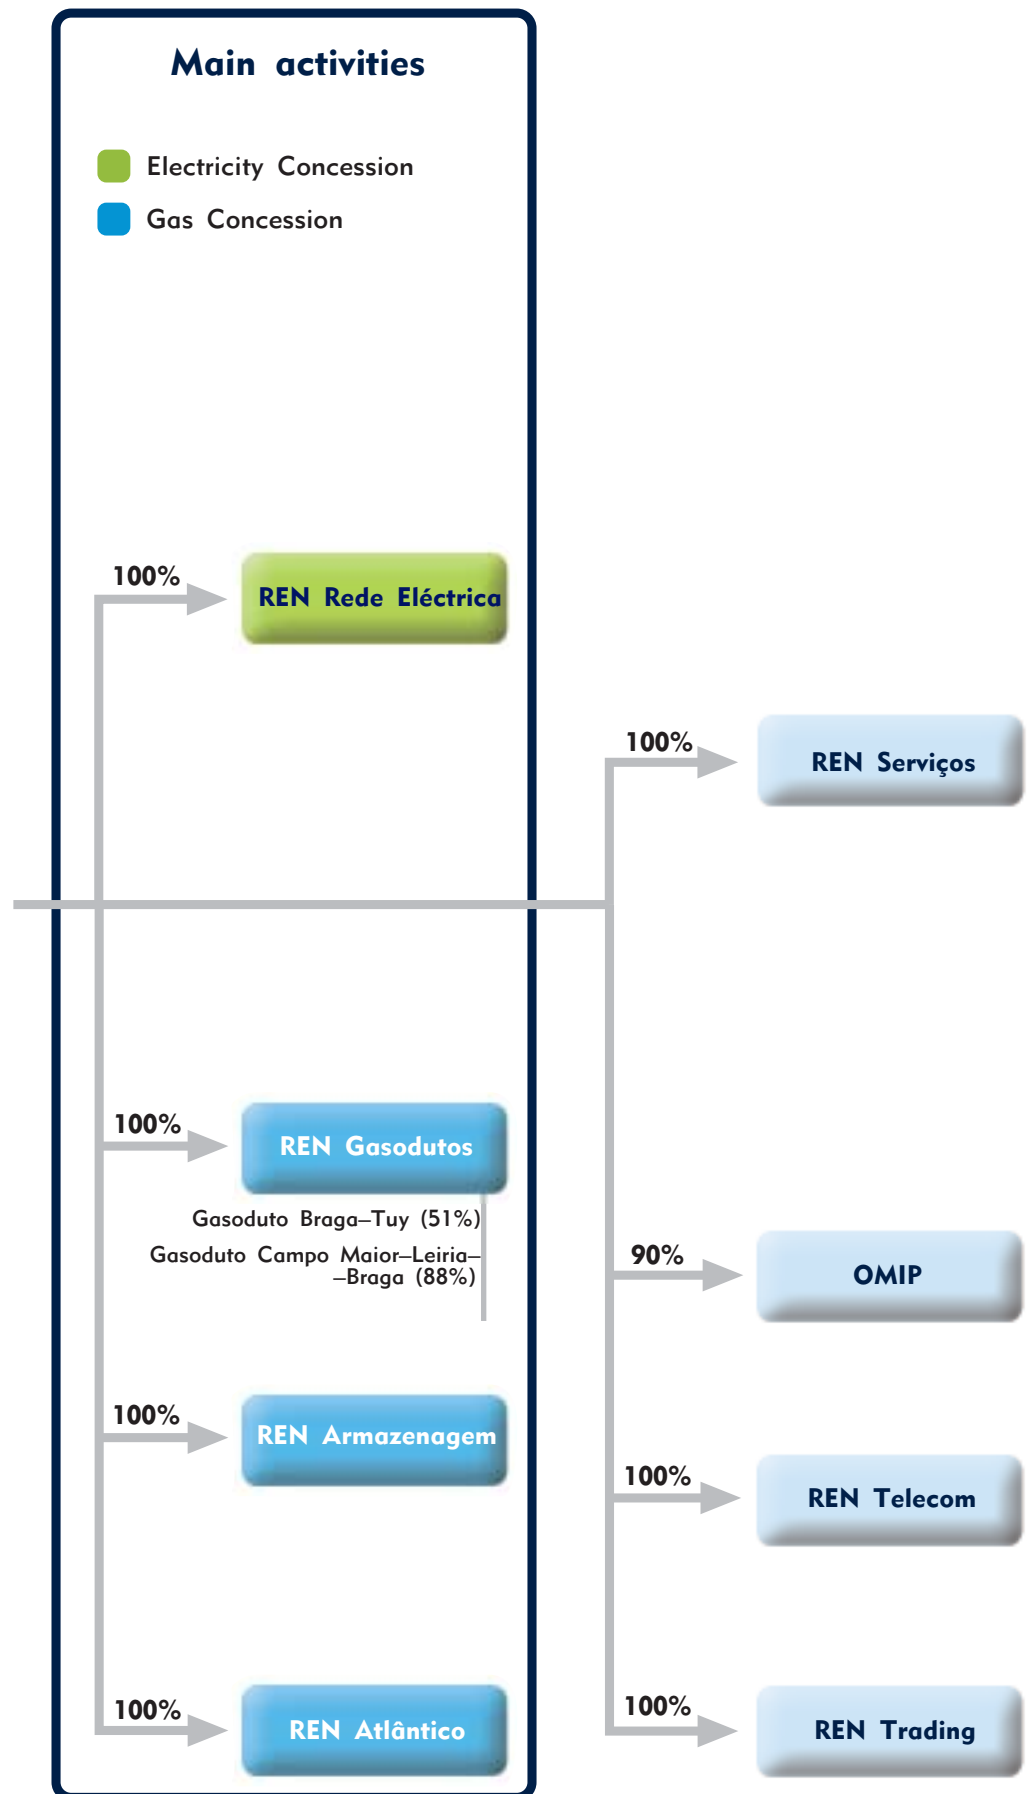 Main activities
Electricity Concession
Gas Concession
100%
REN Rede Eléctrica
100%
REN Serviços
100%
REN Gasodutos
Gasoduto Braga–Tuy (51%)
Gasoduto Campo Maior–Leiria–
–Braga (88%)
90%
OMIP
100%
REN Armazenagem
100%
REN Telecom
100%
REN Atlântico
100%
REN Trading